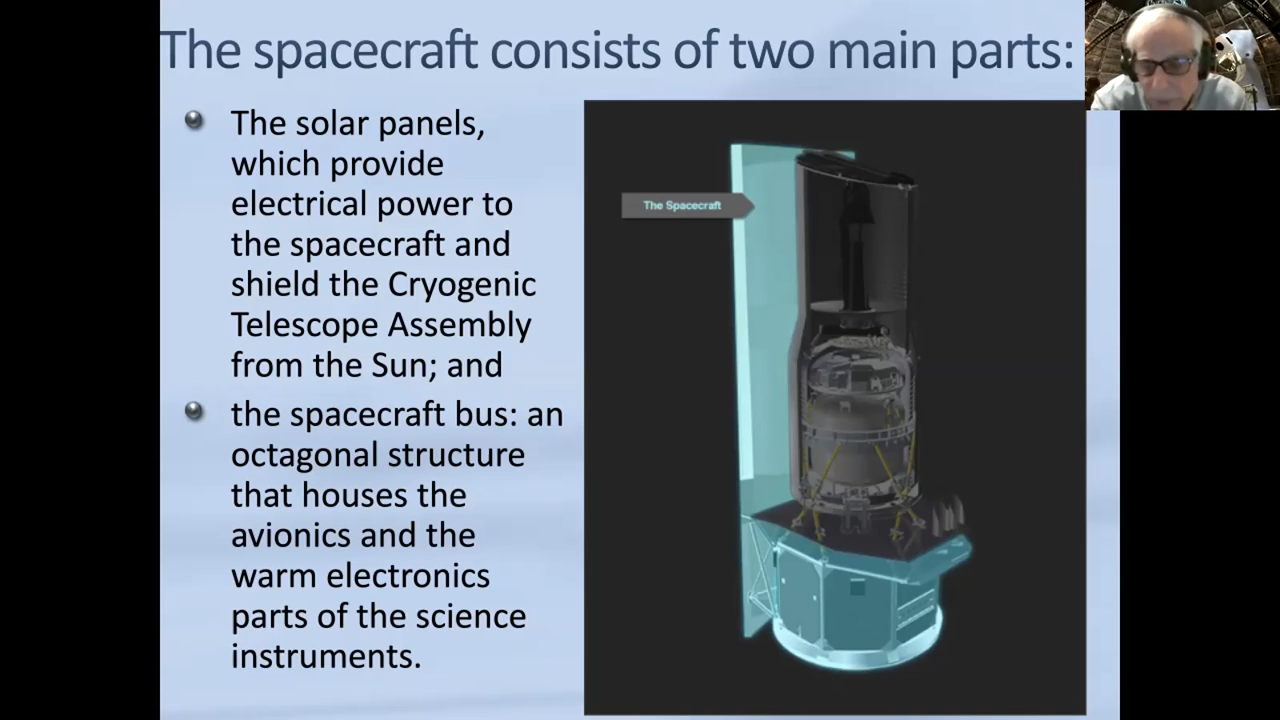 The spacecraft consists of two main parts:
The solar panels,
which provide
electrical power to
the spacecraft and
shield the Cryogenic
Telescope Assembly
from the Sun; and
the spacecraft bus: an
octagonal structure
that houses the
avionics and the
warm electronics
parts of the science
instruments.
The Spacecraft